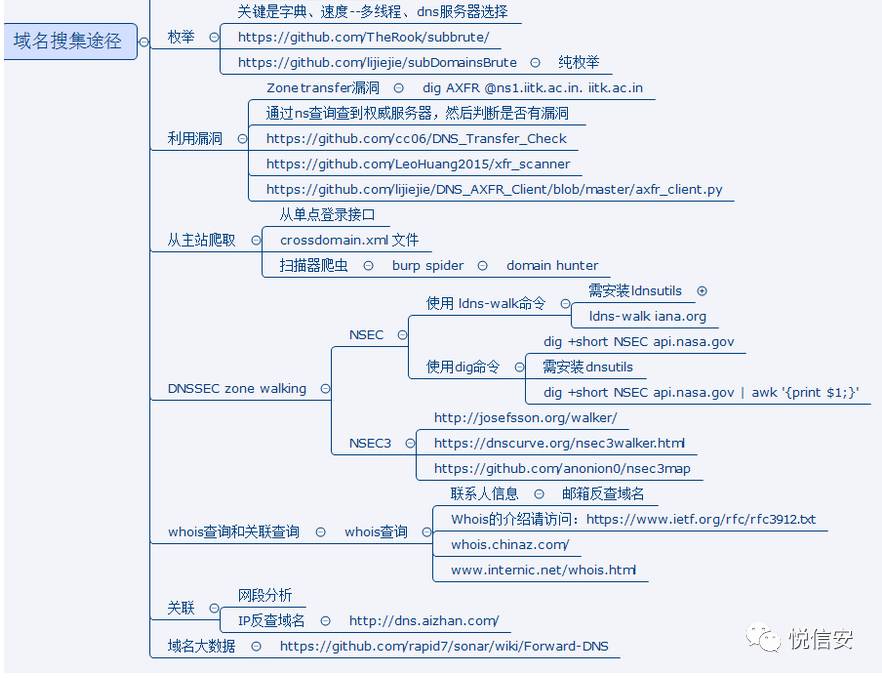 域名搜集途径
枚举
关键是字典、速度--多线程、dns服务器选择
https://github.com/TheRook/subbrute/
https://github.com/lijiejie/subDomainsBrute 纯枚举
利用漏洞
Zonetransfer漏洞 dig AXFR @ns1.iitk.ac.in. iitk.ac.in
通过ns查询查到权威服务器，然后判断是否有漏洞
https://github.com/cc06/DNS_Transfer_Check
https://github.com/LeoHuang2015/xfr_scanner
https://github.com/lijiejie/DNS_AXFR_Client/blob/master/axfr_client.py
从主站爬取
从单点登录接口
crossdomain.xml 文件
扫描器爬虫 burp spider domain hunter
DNSSEC zone walking
NSEC
使用 ldns-walk命令
需安装ldnsutils
ldns-walk iana.org
使用dig命令
dig +short NSEC api.nasa.gov
需安装dnsutils
dig +short NSEC api.nasa.gov | awk '{print $1;}'
NSEC3
http://josefsson.org/walker/
https://dnscurve.org/nsec3walker.html
https://github.com/anonion0/nsec3map
whois查询和关联查询 whois查询
联系人信息 邮箱反查域名
Whois的介绍请访问：https://www.ietf.org/rfc/rfc3912.txt
whois.chinaz.com/
www.internic.net/whois.html
关联
网段分析
IP反查域名 http://dns.aizhan.com/
域名大数据 https://github.com/rapid7/sonar/wiki/Forward-DNS
悦信安